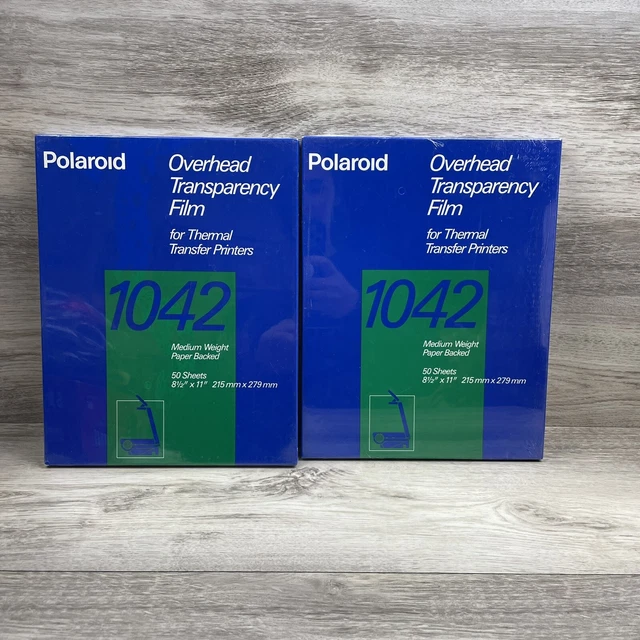 Polaroid
Overhead
Transparency
Film
for Thermal
Transfer Printers
1042
Medium Weight
Paper Backed
50 Sheets
8½" x 11" 215 mm x 279 mm
Polaroid
Overhead
Transparency
Film
for Thermal
Transfer Printers
1042
Medium Weight
Paper Backed
50 Sheets
8½" x 11" 215 mm x 279 mm